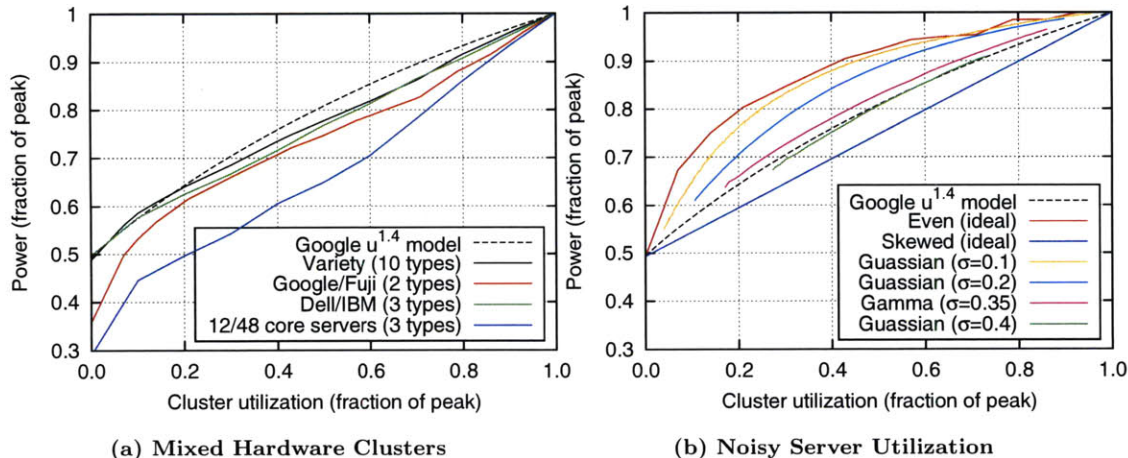 1
0.9
0.8
0.7
0.6
0.5
0.4
0.3
Power (fraction of peak)
Google u^1.4 model
Variety (10 types)
Google/Fuji (2 types)
Dell/IBM (3 types)
12/48 core servers (3 types)
0.0 0.2 0.4 0.6 0.8 1.0
Cluster utilization (fraction of peak)
(a) Mixed Hardware Clusters
1
0.9
0.8
0.7
0.6
0.5
0.4
0.3
Power (fraction of peak)
Google u^1.4 model
Even (ideal)
Skewed (ideal)
Guassian (σ=0.1)
Guassian (σ=0.2)
Gamma (σ=0.35)
Guassian (σ=0.4)
0.0 0.2 0.4 0.6 0.8 1.0
Cluster utilization (fraction of peak)
(b) Noisy Server Utilization